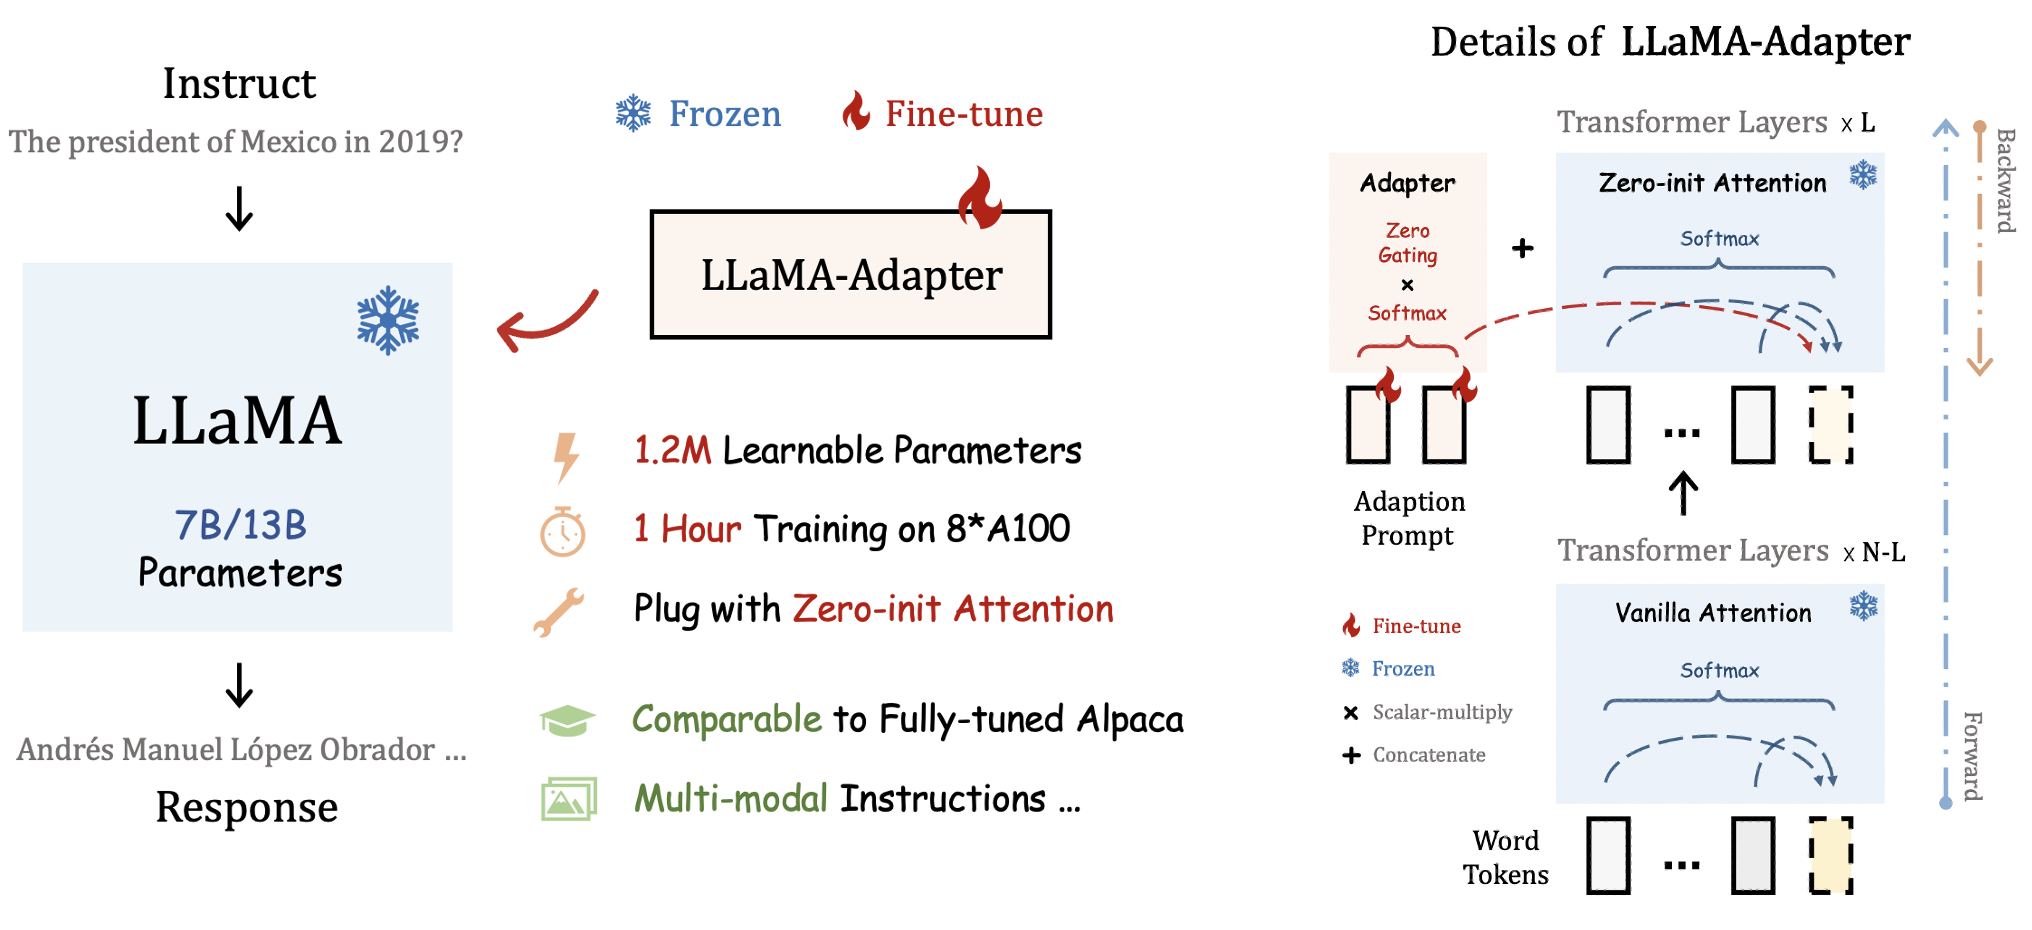 Instruct
The president of Mexico in 2019?
LLaMA
7B/13B
Parameters
Andrés Manuel López Obrador ...
Response
Frozen
Fine-tune
LLaMA-Adapter
1.2M Learnable Parameters
1 Hour Training on 8*A100
Plug with Zero-init Attention
Comparable to Fully-tuned Alpaca
Multi-modal Instructions ...
Details of LLaMA-Adapter
Transformer Layers x L
Adapter
Zero
Gating
×
Softmax
+
Zero-init Attention
Softmax
...
Adaption
Prompt
Transformer Layers x N-L
Vanilla Attention
Softmax
Fine-tune
Frozen
× Scalar-multiply
+ Concatenate
Word
Tokens
...
Backward
Forward